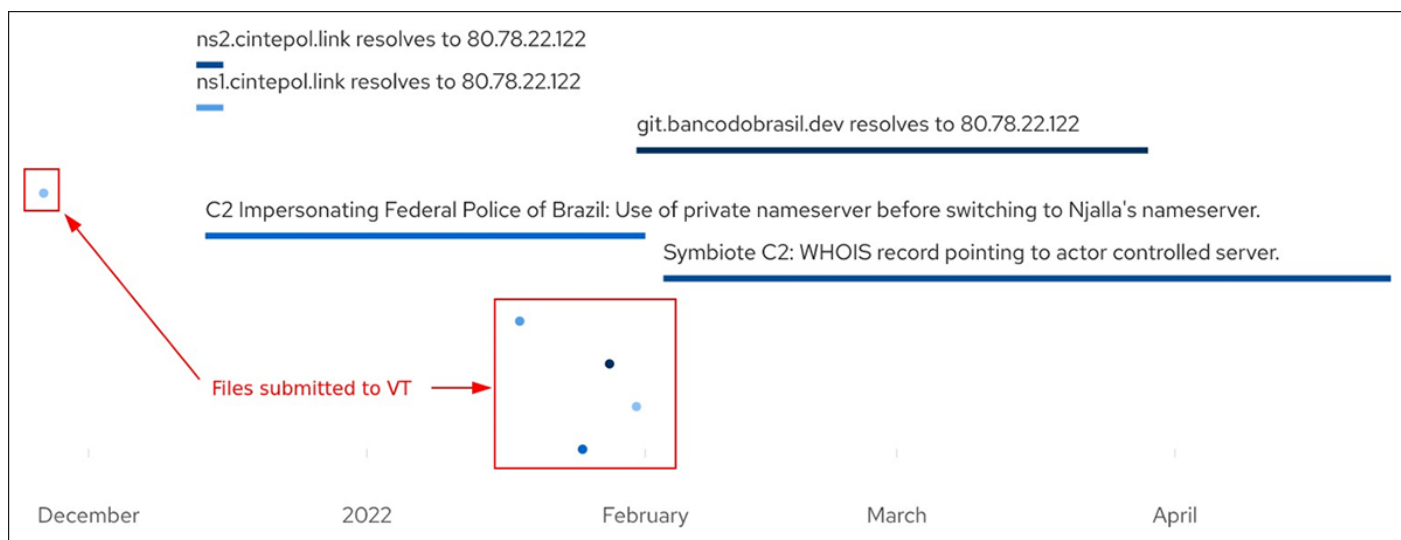 ns2.cintepol.link resolves to 80.78.22.122
ns1.cintepol.link resolves to 80.78.22.122
git.bancodobrasil.dev resolves to 80.78.22.122
C2 Impersonating Federal Police of Brazil: Use of private nameserver before switching to Njalla's nameserver.
Symbiote C2: WHOIS record pointing to actor controlled server.
Files submitted to VT
December
2022
February
March
April